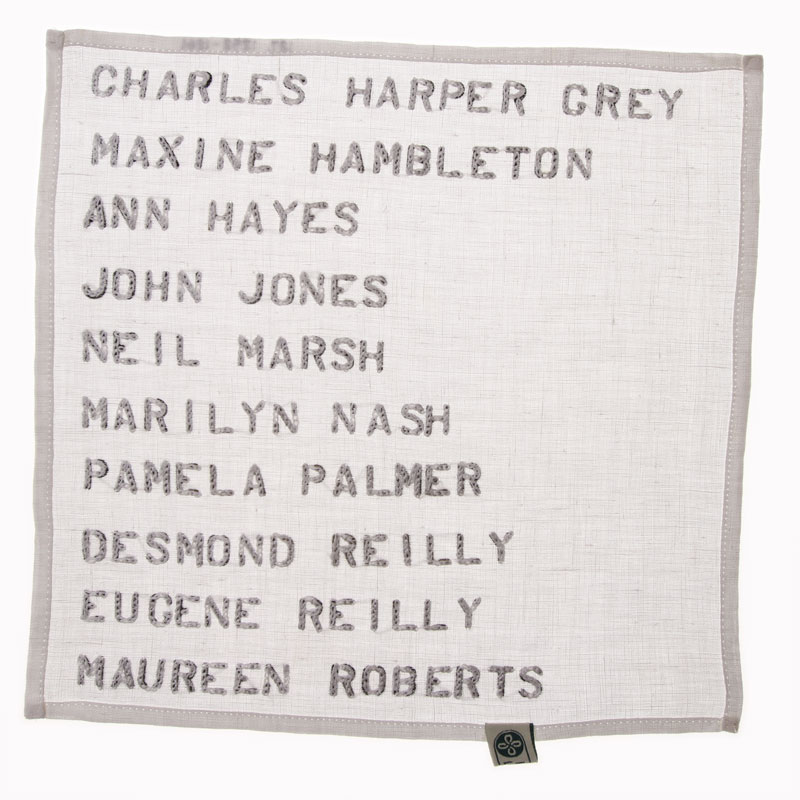 CHARLES HARPER GREY
MAXINE HAMBLETON
ANN HAYES
JOHN JONES
NEIL MARSH
MARILYN NASH
PAMELA PALMER
DESMOND REILLY
EUGENE REILLY
MAUREEN ROBERTS